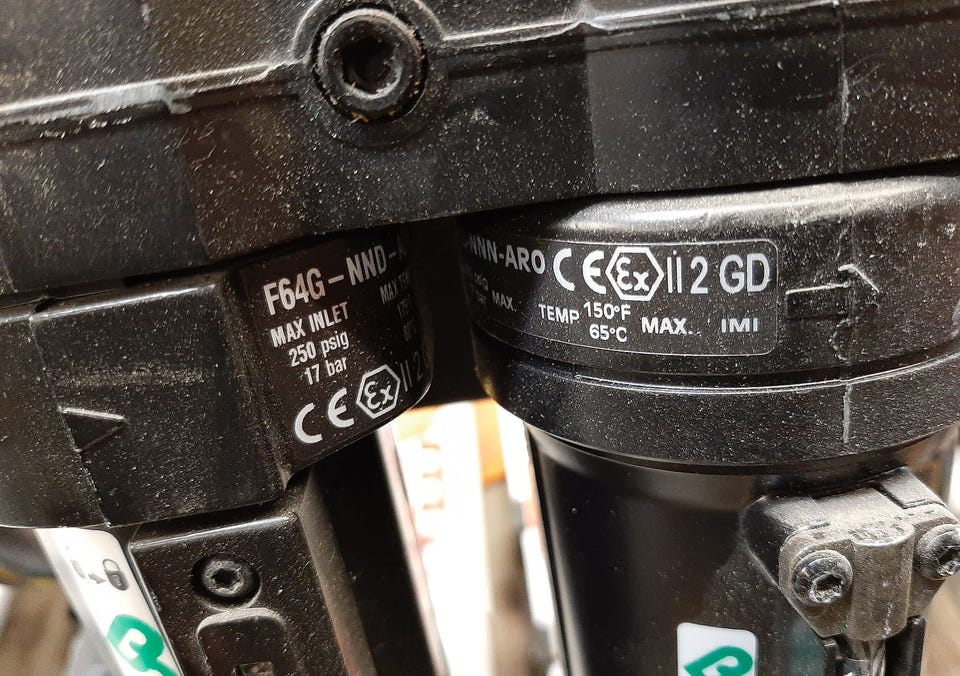 F64G-NND-
MAX INLET
250 psig
17 bar
CE Ex II 2
-NNN-ARO CE Ex II 2 GD
MAX. TEMP 150°F MAX. IMI
65°C